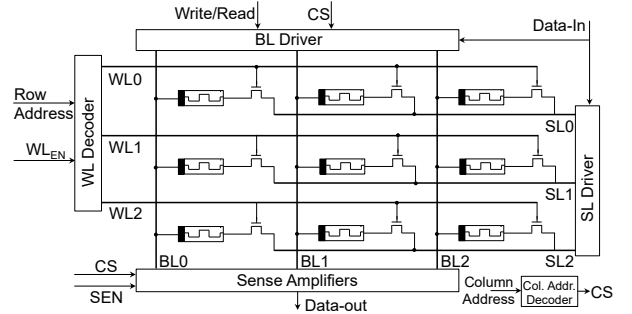 Write/Read
CS
Data-In
BL Driver
WL0
Row
Address
WL Decoder
SL0
WL1
WLEN
SL Driver
SL1
WL2
BL0
BL1
BL2
SL2
CS
Sense Amplifiers
SEN
Data-out
Column
Address
Col. Addr.
Decoder
CS